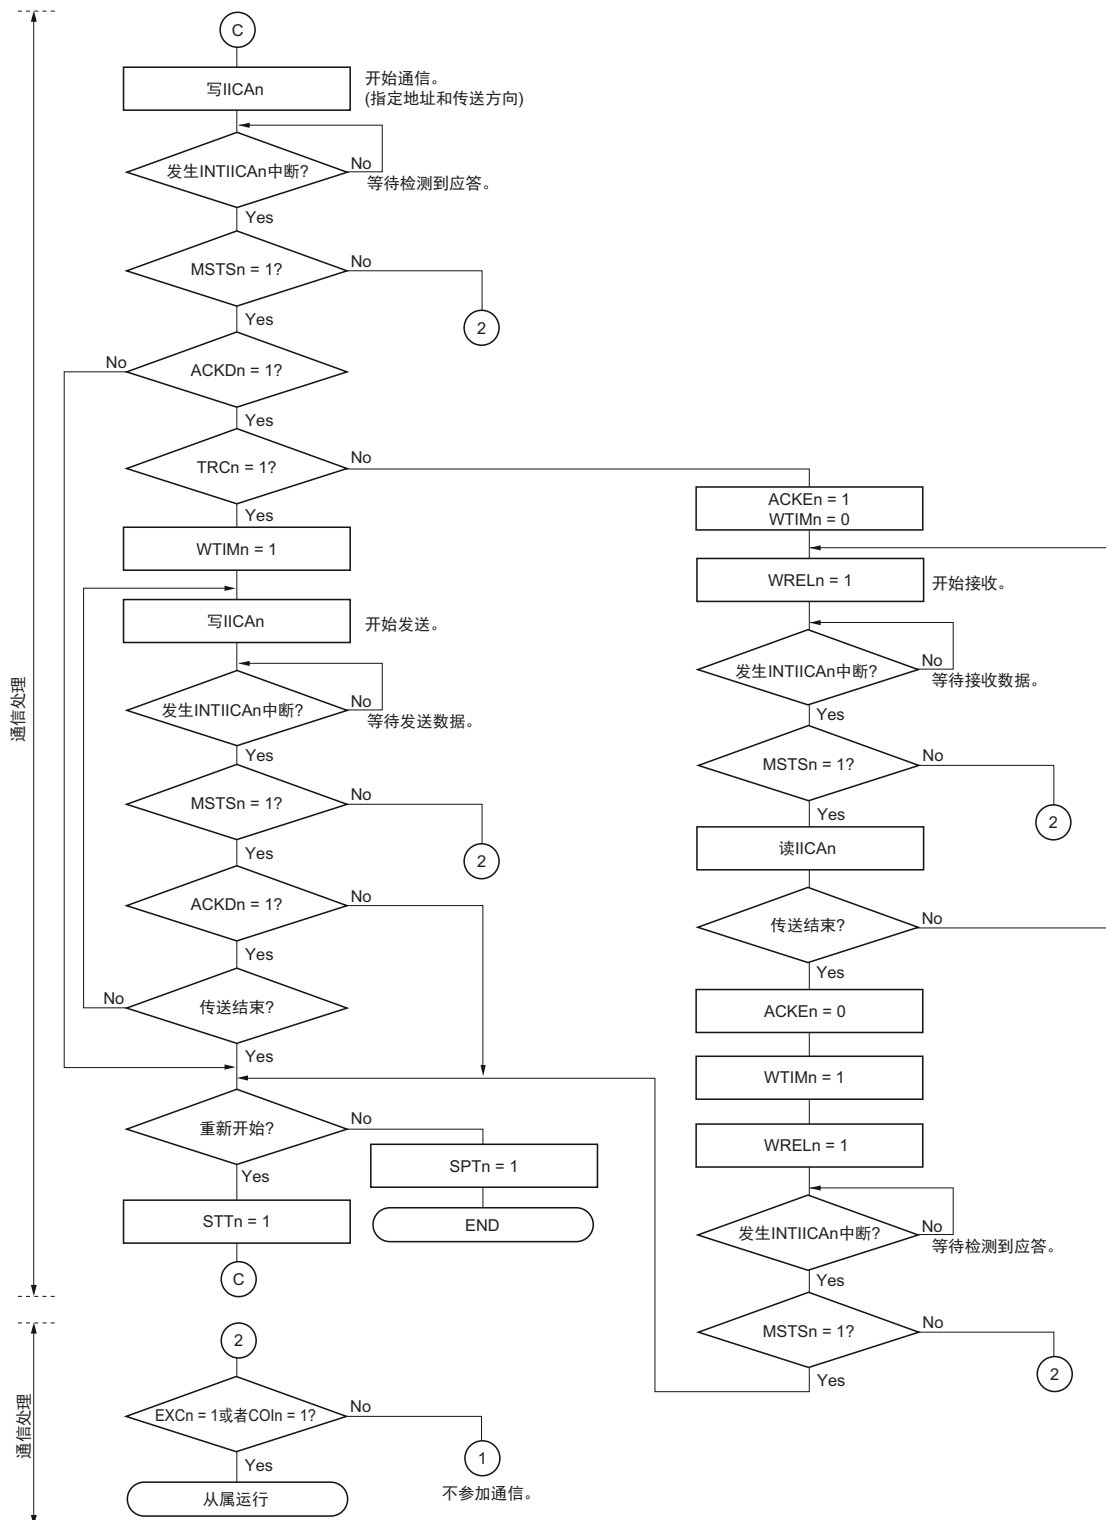 C
写IICAn
开始通信。
(指定地址和传送方向)
发生INTIICAn中断?
No
等待检测到应答。
Yes
MSTSn = 1?
No
2
Yes
ACKDn = 1?
No
Yes
TRCn = 1?
No
Yes
WTIMn = 1
写IICAn
开始发送。
发生INTIICAn中断?
No
等待发送数据。
Yes
MSTSn = 1?
No
2
Yes
ACKDn = 1?
No
Yes
传送结束?
No
Yes
重新开始?
No
Yes
SPTn = 1
END
STTn = 1
C
ACKEn = 1
WTIMn = 0
WRELn = 1
开始接收。
发生INTIICAn中断?
No
等待接收数据。
Yes
MSTSn = 1?
No
2
Yes
读IICAn
传送结束?
No
Yes
ACKEn = 0
WTIMn = 1
WRELn = 1
发生INTIICAn中断?
No
等待检测到应答。
Yes
MSTSn = 1?
No
2
Yes
通信处理
2
EXCn = 1或者COIn = 1?
No
1
不参加通信。
Yes
从属运行
通信处理